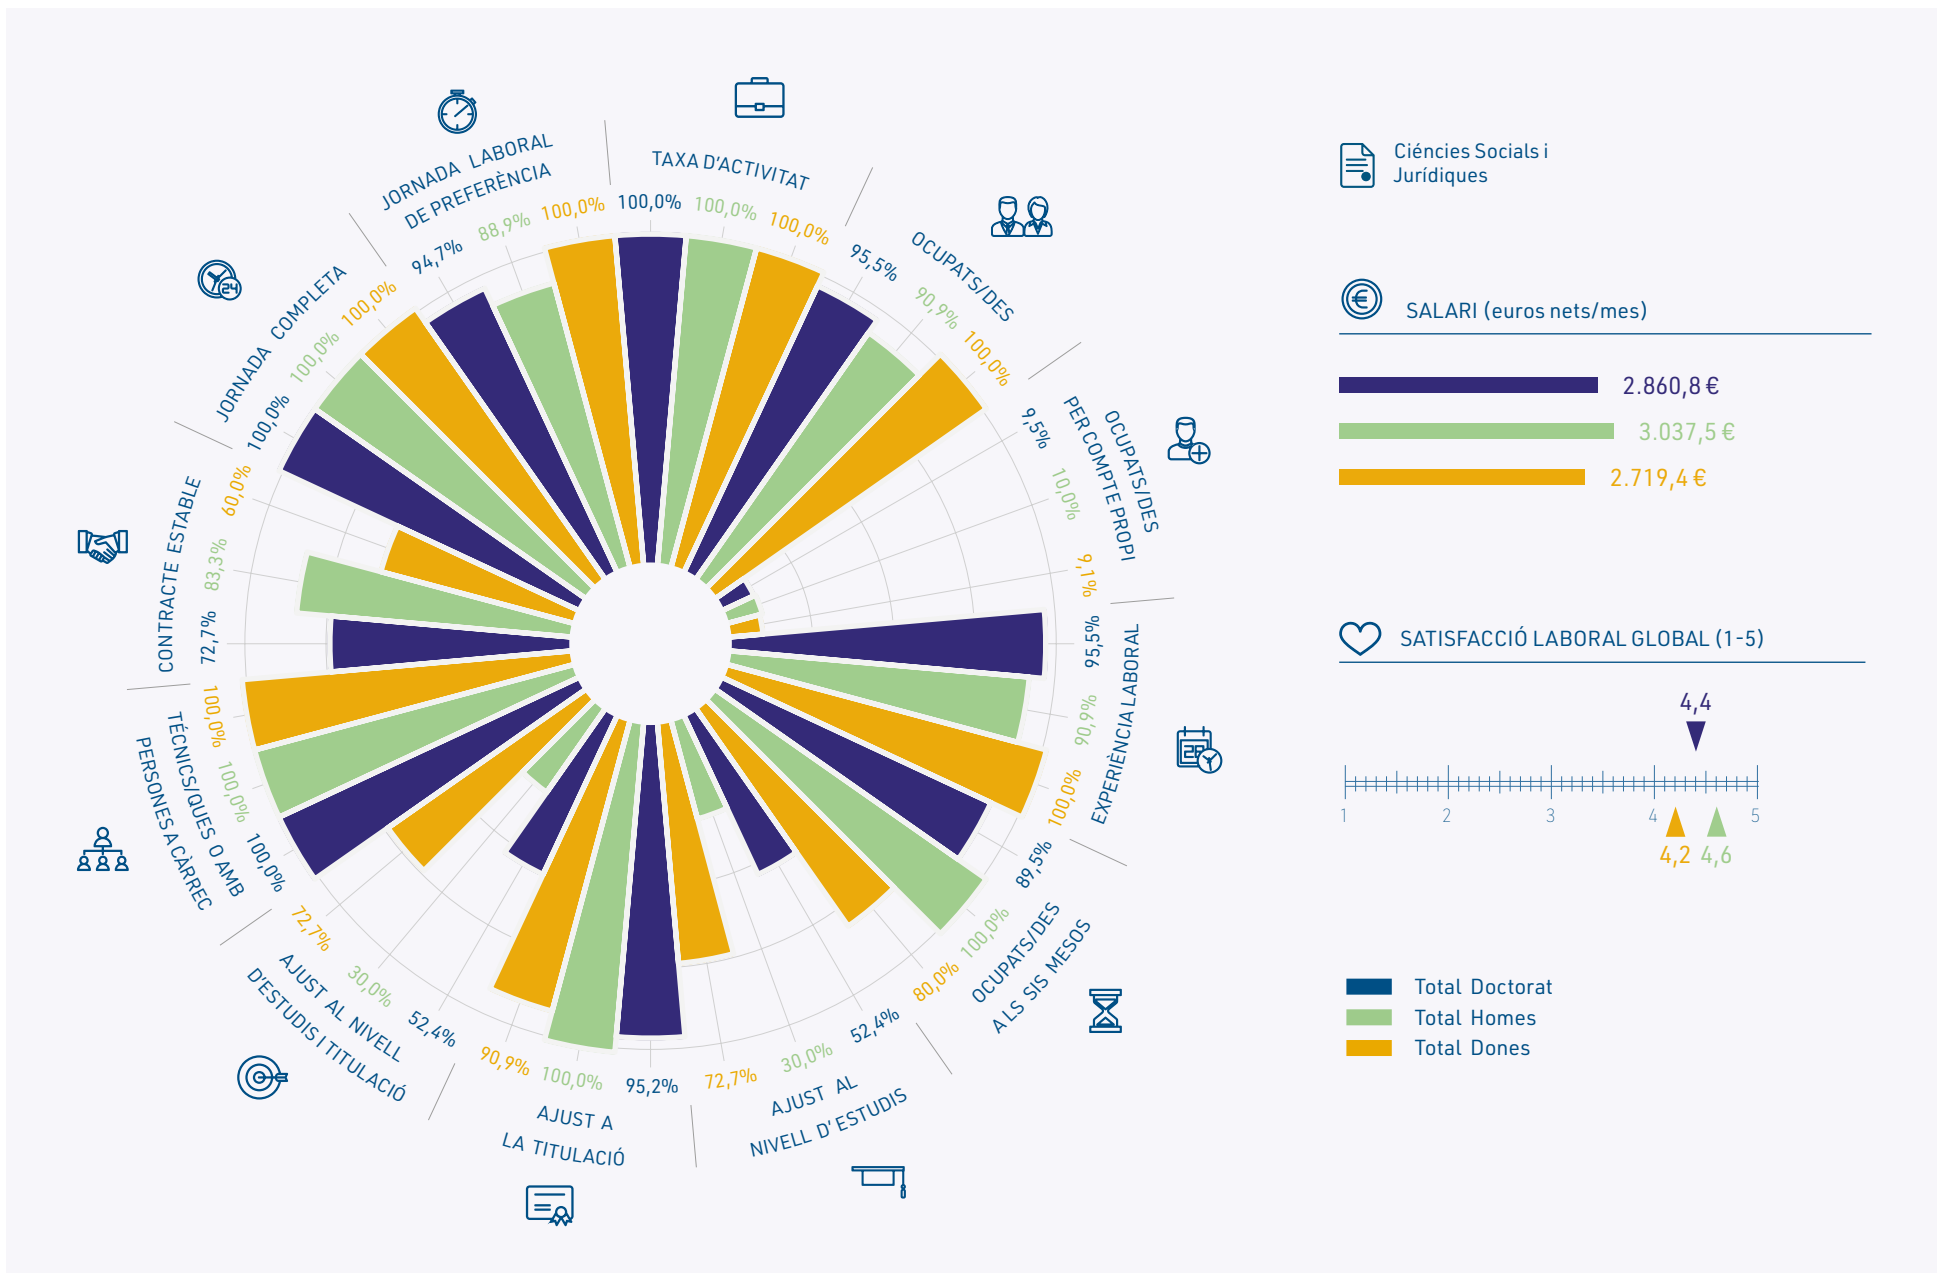 JORNADA LABORAL
DE PREFERÈNCIA
94,7%
88,9%
100,0%
TAXA D'ACTIVITAT
100,0%
100,0%
100,0%
OCUPATS/DES
95,5%
90,9%
100,0%
OCUPATS/DES
PER COMPTE PROPI
9,5%
10,0%
9,1%
EXPERIÈNCIA LABORAL
95,5%
90,9%
100,0%
OCUPATS/DES
ALS SIS MESOS
89,5%
100,0%
80,0%
AJUST AL
NIVELL D'ESTUDIS
52,4%
30,0%
72,7%
AJUST A
LA TITULACIÓ
95,2%
100,0%
90,9%
AJUST AL NIVELL
D'ESTUDIS I TITULACIÓ
52,4%
30,0%
72,7%
TÉCNICS/QUES O AMB
PERSONES A CÀRREC
100,0%
100,0%
100,0%
CONTRACTE ESTABLE
72,7%
83,3%
60,0%
JORNADA COMPLETA
100,0%
100,0%
100,0%
24
20
Ciéncies Socials i
Jurídiques
SALARI (euros nets/mes)
2.860,8 €
3.037,5 €
2.719,4 €
SATISFACCIÓ LABORAL GLOBAL (1-5)
4,4
1 2 3 4 5
4,2 4,6
Total Doctorat
Total Homes
Total Dones